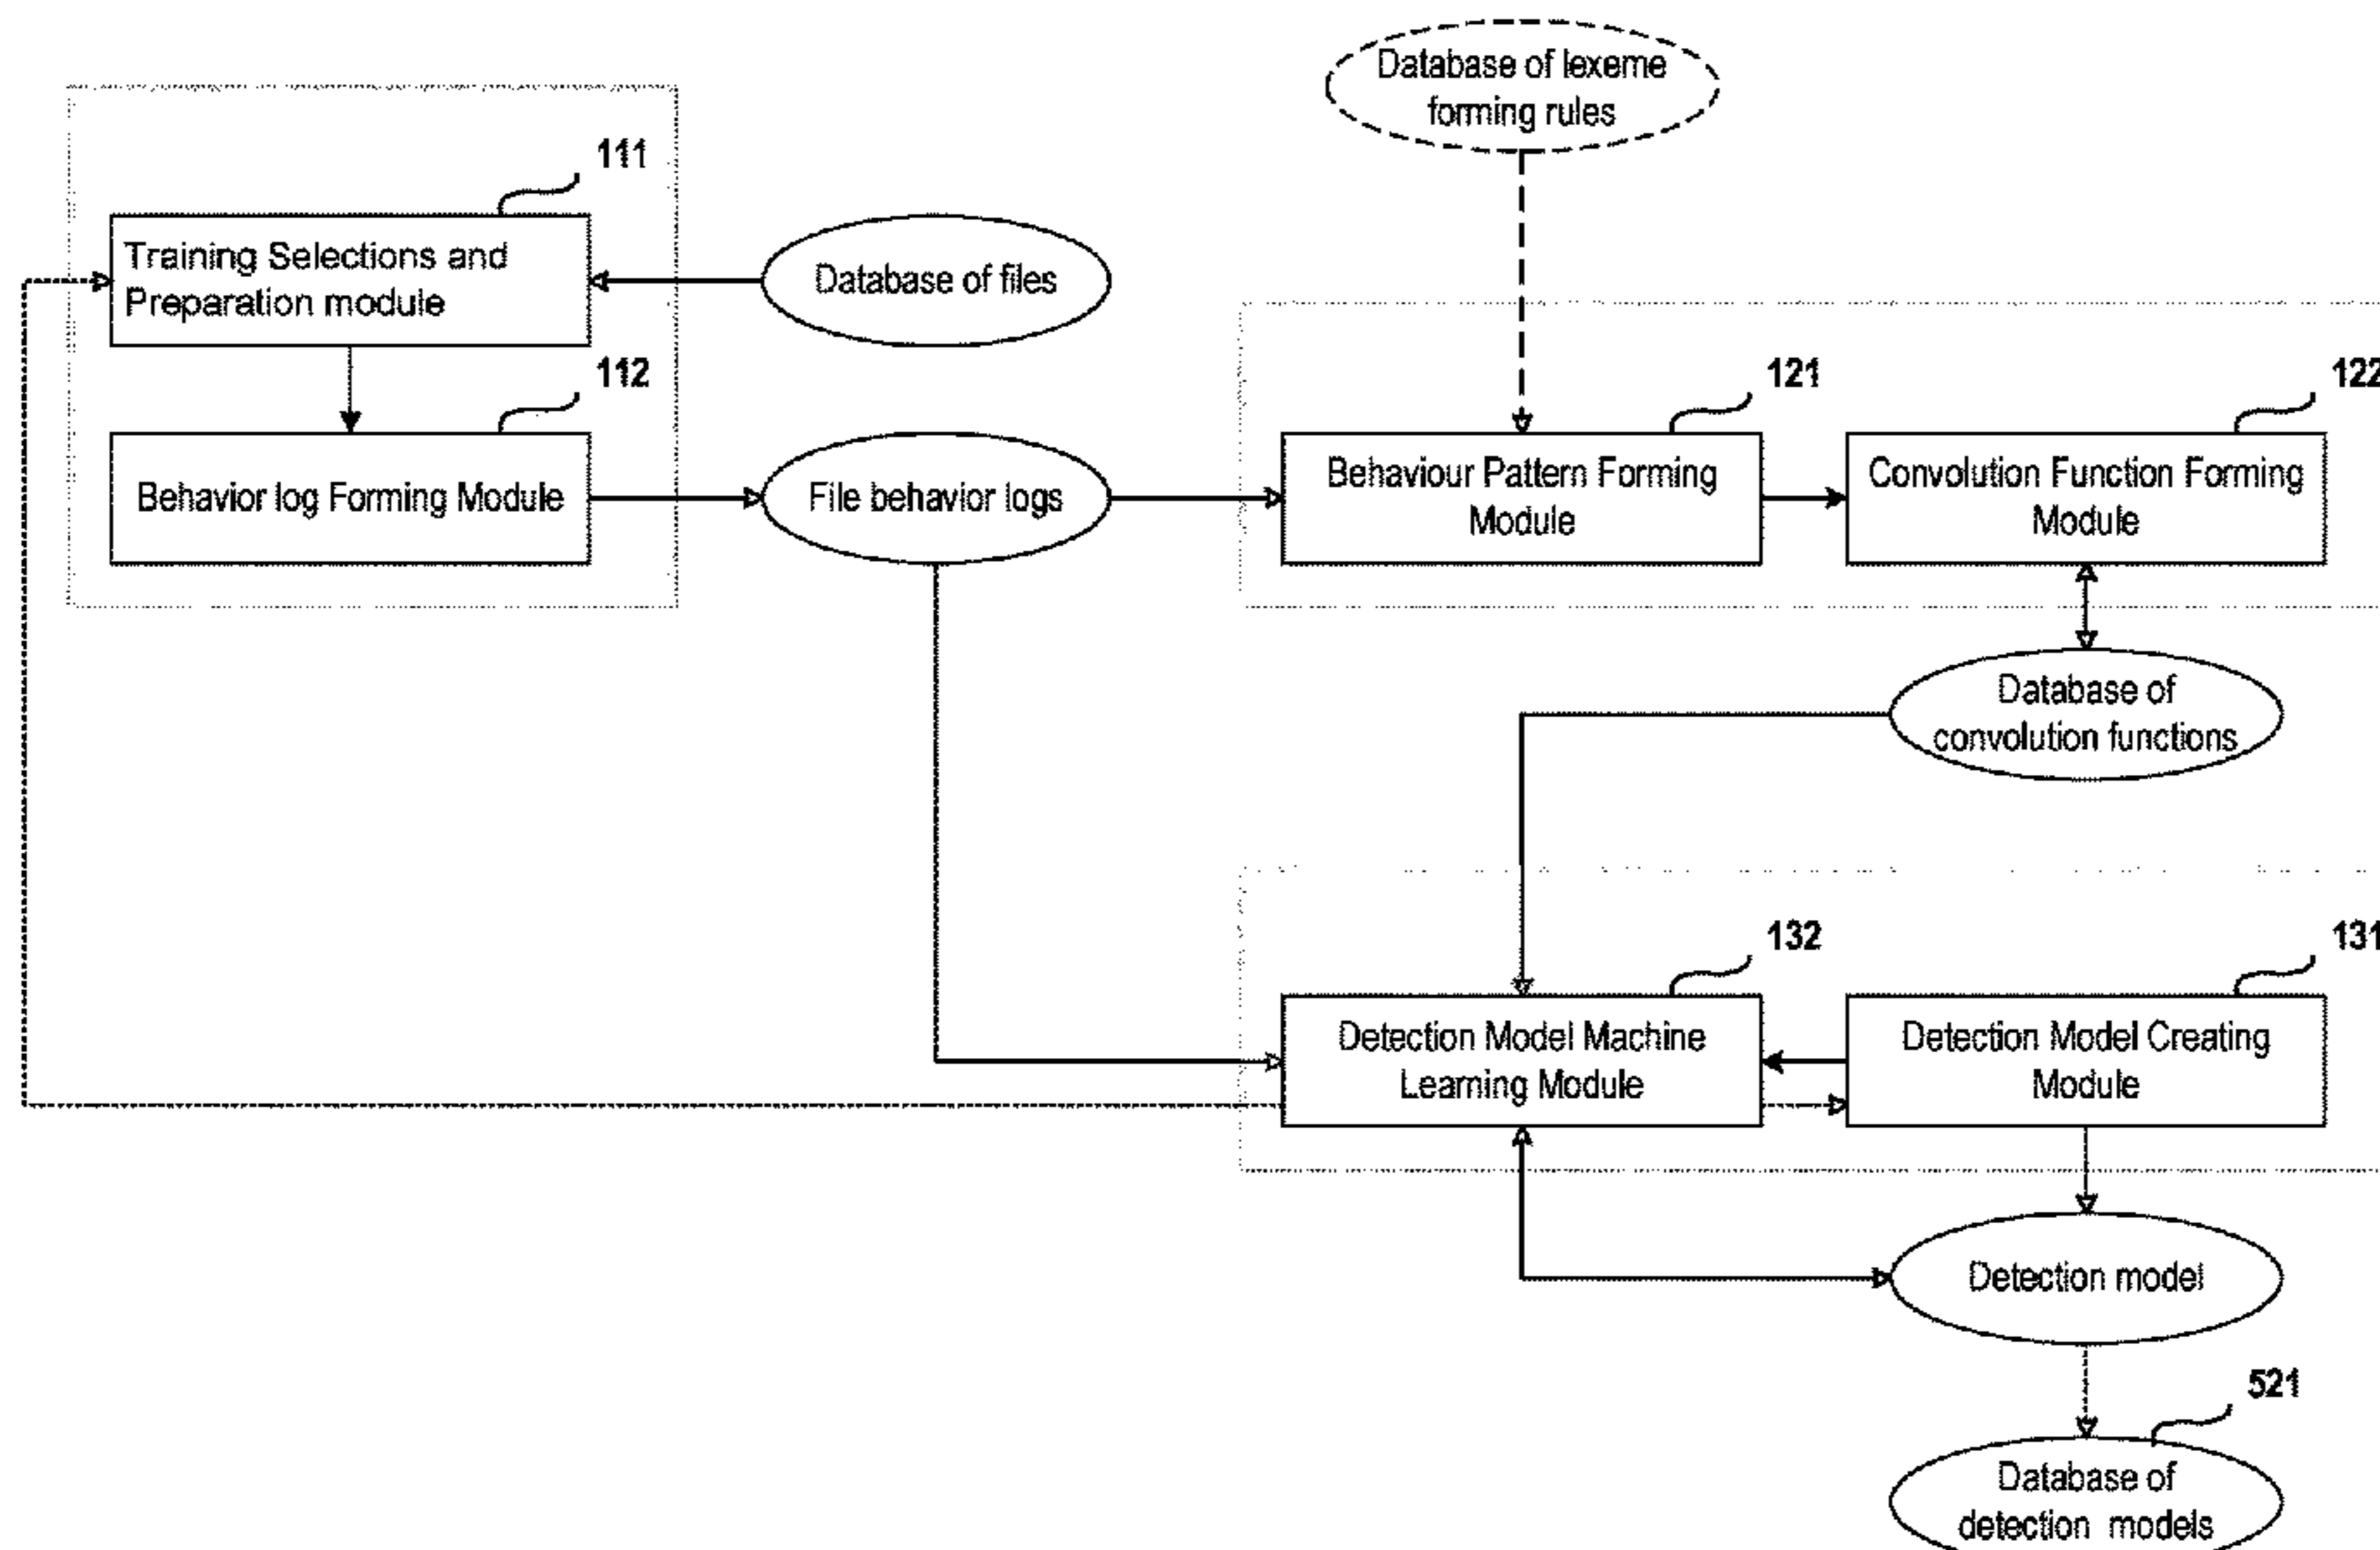 Database of lexeme
forming rules
111
Training Selections and
Preparation module
Database of files
112
121
122
Behavior log Forming Module
File behavior logs
Behaviour Pattern Forming
Module
Convolution Function Forming
Module
Database of
convolution functions
132
131
Detection Model Machine
Learning Module
Detection Model Creating
Module
Detection model
521
Database of
detection models